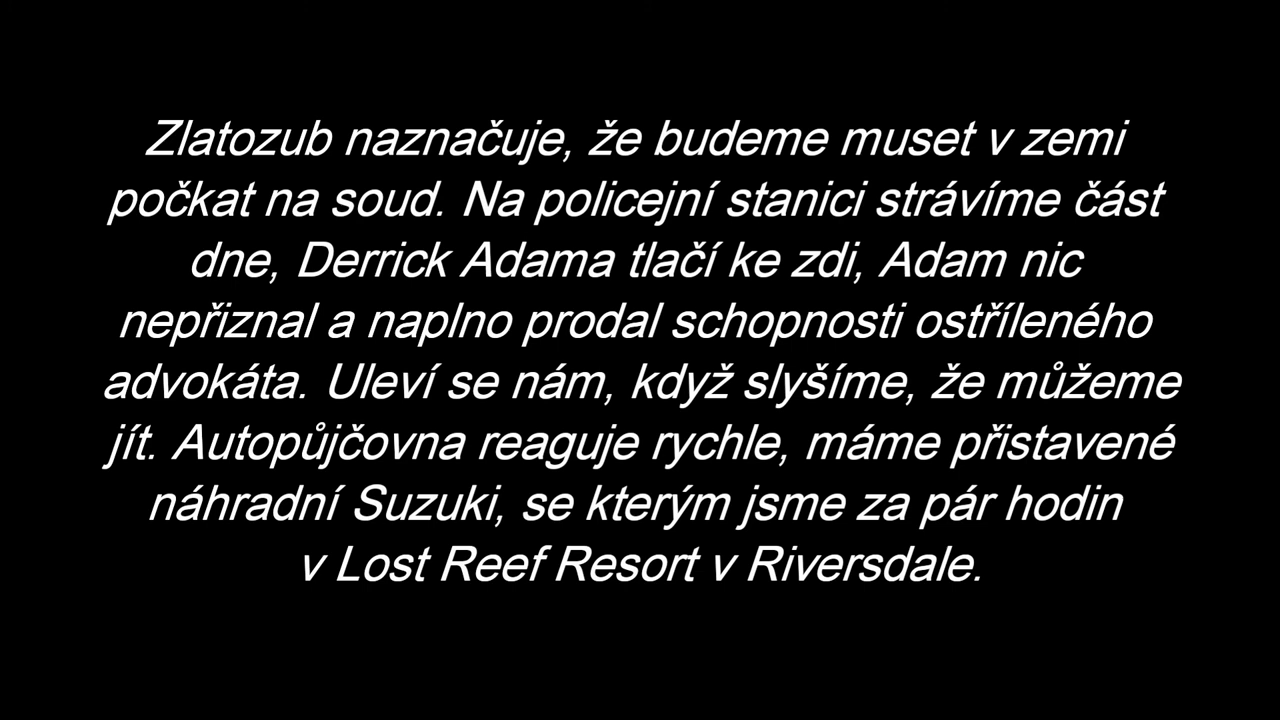 Zlatozub naznačuje, že budeme muset v zemi
počkat na soud. Na policejní stanici strávíme část
dne, Derrick Adama tlačí ke zdi, Adam nic
nepřiznal a naplno prodal schopnosti ostříleného
advokáta. Uleví se nám, když slyšíme, že můžeme
jít. Autopůjčovna reaguje rychle, máme přistavené
náhradní Suzuki, se kterým jsme za pár hodin
v Lost Reef Resort v Riversdale.